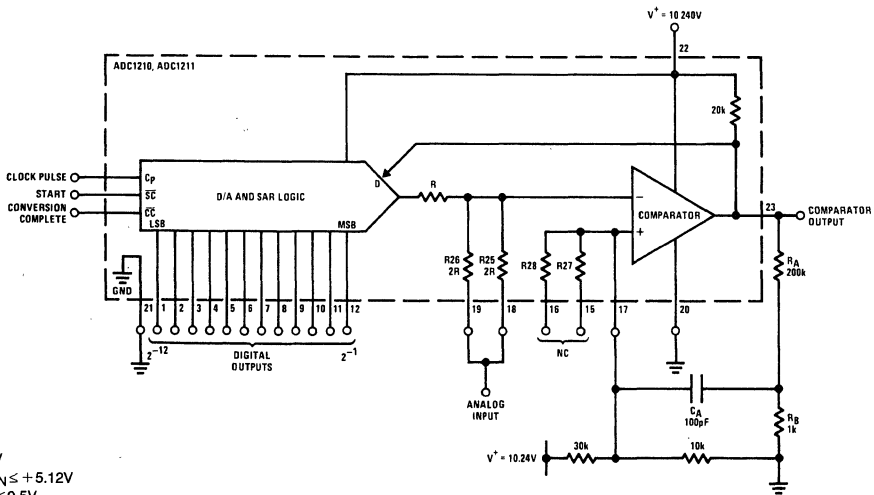 V+ = 10.240V
22
ADC1210, ADC1211
20k
CLOCK PULSE
START
CONVERSION
COMPLETE
CP
SC
CC
D/A AND SAR LOGIC
D
R
LSB
MSB
−
COMPARATOR
+
23
COMPARATOR
OUTPUT
R26
2R
R25
2R
R28
R27
RA
200k
GND
21
1
2
3
4
5
6
7
8
9
10
11
12
19
18
16
15
17
20
2-12
DIGITAL
OUTPUTS
2-1
NC
ANALOG
INPUT
CA
100pF
RB
1k
V+ = 10.24V
30k
10k
N≤ +5.12V